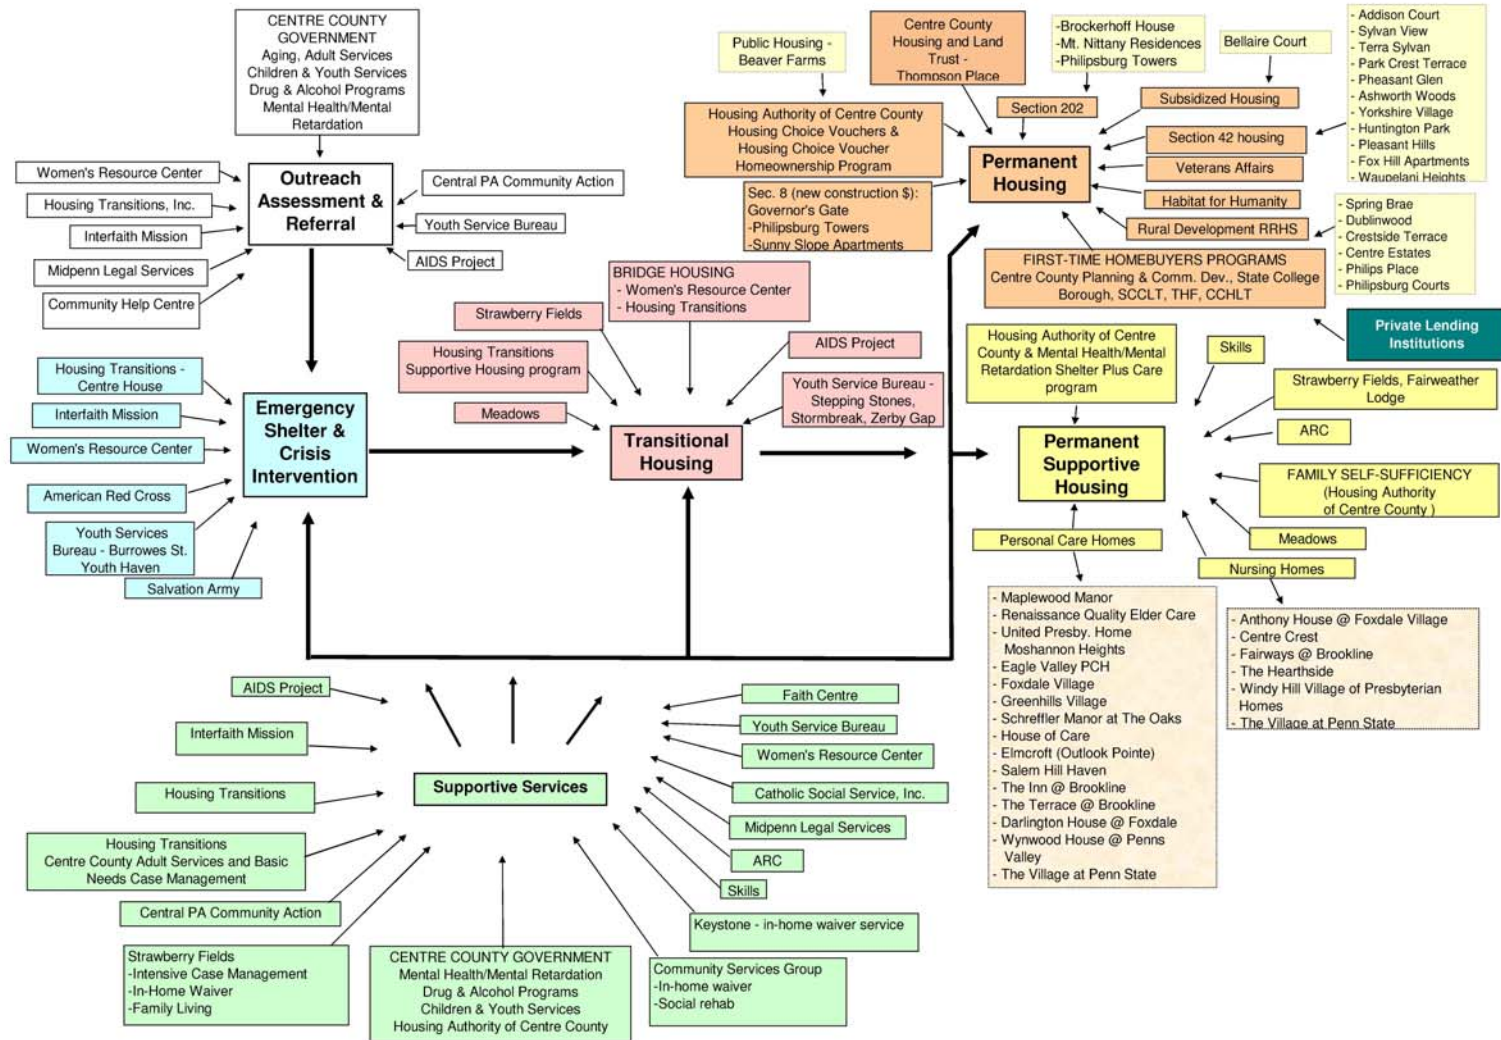 CENTRE COUNTY
GOVERNMENT
Aging, Adult Services
Children & Youth Services
Drug & Alcohol Programs
Mental Health/Mental
Retardation
Women's Resource Center
Housing Transitions, Inc.
Interfaith Mission
Midpenn Legal Services
Community Help Centre
Outreach
Assessment &
Referral
Central PA Community Action
Youth Service Bureau
AIDS Project
Public Housing -
Beaver Farms
Centre County
Housing and Land
Trust -
Thompson Place
-Brockerhoff House
-Mt. Nittany Residences
-Philipsburg Towers
Bellaire Court
- Addison Court
- Sylvan View
- Terra Sylvan
- Park Crest Terrace
- Pheasant Glen
- Ashworth Woods
- Yorkshire Village
- Huntington Park
- Pleasant Hills
- Fox Hill Apartments
- Waupelani Heights
Housing Authority of Centre County
Housing Choice Vouchers &
Housing Choice Voucher
Homeownership Program
Section 202
Subsidized Housing
Section 42 housing
Permanent
Housing
Veterans Affairs
Habitat for Humanity
Rural Development RRHS
Sec. 8 (new construction $):
Governor's Gate
-Philipsburg Towers
-Sunny Slope Apartments
- Spring Brae
- Dublinwood
- Crestside Terrace
- Centre Estates
- Philips Place
- Philipsburg Courts
FIRST-TIME HOMEBUYERS PROGRAMS
Centre County Planning & Comm. Dev., State College
Borough, SCCLT, THF, CCHLT
Private Lending
Institutions
BRIDGE HOUSING
- Women's Resource Center
- Housing Transitions
Strawberry Fields
Housing Transitions
Supportive Housing program
Meadows
AIDS Project
Youth Service Bureau -
Stepping Stones,
Stormbreak, Zerby Gap
Transitional
Housing
Housing Transitions -
Centre House
Interfaith Mission
Women's Resource Center
American Red Cross
Youth Services
Bureau - Burrowes St.
Youth Haven
Salvation Army
Emergency
Shelter &
Crisis
Intervention
Housing Authority of Centre
County & Mental Health/Mental
Retardation Shelter Plus Care
program
Skills
Strawberry Fields, Fairweather
Lodge
ARC
Permanent
Supportive
Housing
FAMILY SELF-SUFFICIENCY
(Housing Authority
of Centre County )
Meadows
Personal Care Homes
Nursing Homes
- Maplewood Manor
- Renaissance Quality Elder Care
- United Presby. Home
Moshannon Heights
- Eagle Valley PCH
- Foxdale Village
- Greenhills Village
- Schreffler Manor at The Oaks
- House of Care
- Elmcroft (Outlook Pointe)
- Salem Hill Haven
- The Inn @ Brookline
- The Terrace @ Brookline
- Darlington House @ Foxdale
- Wynwood House @ Penns
Valley
- The Village at Penn State
- Anthony House @ Foxdale Village
- Centre Crest
- Fairways @ Brookline
- The Hearthside
- Windy Hill Village of Presbyterian
Homes
- The Village at Penn State
AIDS Project
Interfaith Mission
Housing Transitions
Housing Transitions
Centre County Adult Services and Basic
Needs Case Management
Central PA Community Action
Strawberry Fields
-Intensive Case Management
-In-Home Waiver
-Family Living
Supportive Services
Faith Centre
Youth Service Bureau
Women's Resource Center
Catholic Social Service, Inc.
Midpenn Legal Services
ARC
Skills
Keystone - in-home waiver service
CENTRE COUNTY GOVERNMENT
Mental Health/Mental Retardation
Drug & Alcohol Programs
Children & Youth Services
Housing Authority of Centre County
Community Services Group
-In-home waiver
-Social rehab